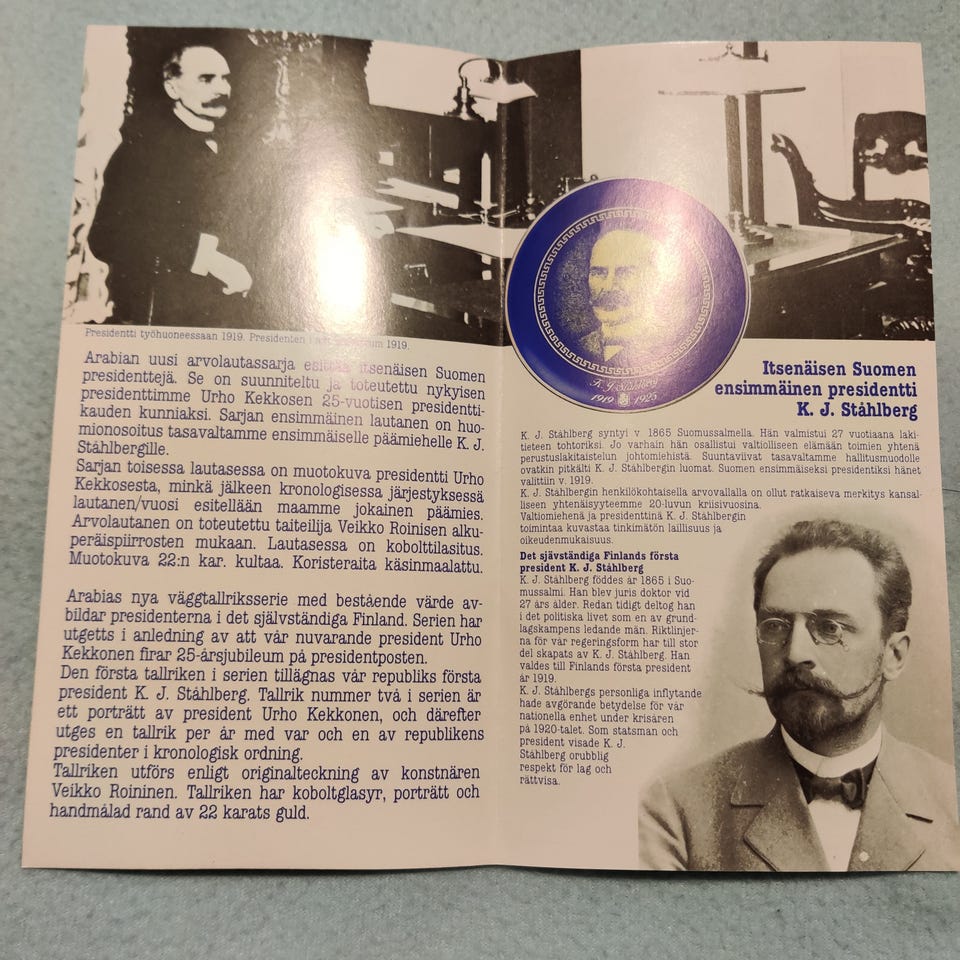 Presidentti työhuoneessaan 1919. Presidenten i 1919.
Arabian uusi arvolautassarja esittää itsenäisen Suomen
presidenttejä. Se on suunniteltu ja toteutettu nykyisen
presidenttimme Urho Kekkosen 25-vuotisen presidentti-
kauden kunniaksi. Sarjan ensimmäinen lautanen on huo-
mionosoitus tasavaltamme ensimmäiselle päämiehelle K. J.
Ståhlbergille.
Sarjan toisessa lautasessa on muotokuva presidentti Urho
Kekkosesta, minkä jälkeen kronologisessa järjestyksessä
lautanen/vuosi esitellään maamme jokainen päämies.
Arvolautanen on toteutettu taiteilija Veikko Roinisen alku-
peräispiirrosten mukaan. Lautasessa on kobolttilasitus.
Muotokuva 22:n kar. kultaa. Koristeraita käsinmaalattu.
Arabias nya väggtallriksserie med bestående värde av-
bildar presidenterna i det självständiga Finland. Serien har
utgetts i anledning av att vår nuvarande president Urho
Kekkonen firar 25-årsjubileum på presidentposten.
Den första tallriken i serien tillägnas vår republiks första
president K. J. Ståhlberg. Tallrik nummer två i serien är
ett porträtt av president Urho Kekkonen, och därefter
utges en tallrik per år med var och en av republikens
presidenter i kronologisk ordning.
Tallriken utförs enligt originalteckning av konstnären
Veikko Roininen. Tallriken har koboltglasyr, porträtt och
handmålad rand av 22 karats guld.
K. J. Ståhlberg
1919 1925
Itsenäisen Suomen
ensimmäinen presidentti
K. J. Ståhlberg
K. J. Ståhlberg syntyi v. 1865 Suomussalmella. Hän valmistui 27 vuotiaana laki-
tieteen tohtoriksi. Jo varhain hän osallistui valtiolliseen elämään toimien yhtenä
perustuslakitaistelun johtomiehistä. Suuntaviivat tasavaltamme hallitusmuodolle
ovatkin pitkälti K. J. Ståhlbergin luomat. Suomen ensimmäiseksi presidentiksi hänet
valittiin v. 1919.
K. J. Ståhlbergin henkilökohtaisella arvovallalla on ollut ratkaiseva merkitys kansal-
liseen yhtenäisyyteemme 20-luvun kriisivuosina.
Valtiomiehenä ja presidenttinä K. J. Ståhlbergin
toimintaa kuvastaa tinkimätön laillisuus ja
oikeudenmukaisuus.
Det sjävständiga Finlands första
president K. J. Ståhlberg
K. J. Ståhlberg föddes år 1865 i Suo-
mussalmi. Han blev juris doktor vid
27 års ålder. Redan tidigt deltog han
i det politiska livet som en av grund-
lagskampens ledande män. Riktlinjer-
na för vår regeringsform har till stor
del skapats av K. J. Ståhlberg. Han
valdes till Finlands första president
år 1919.
K. J. Ståhlbergs personliga inflytande
hade avgörande betydelse för vår
nationella enhet under krisåren
på 1920-talet. Som statsman och
president visade K. J.
Ståhlberg orubblig
respekt för lag och
rättvisa.